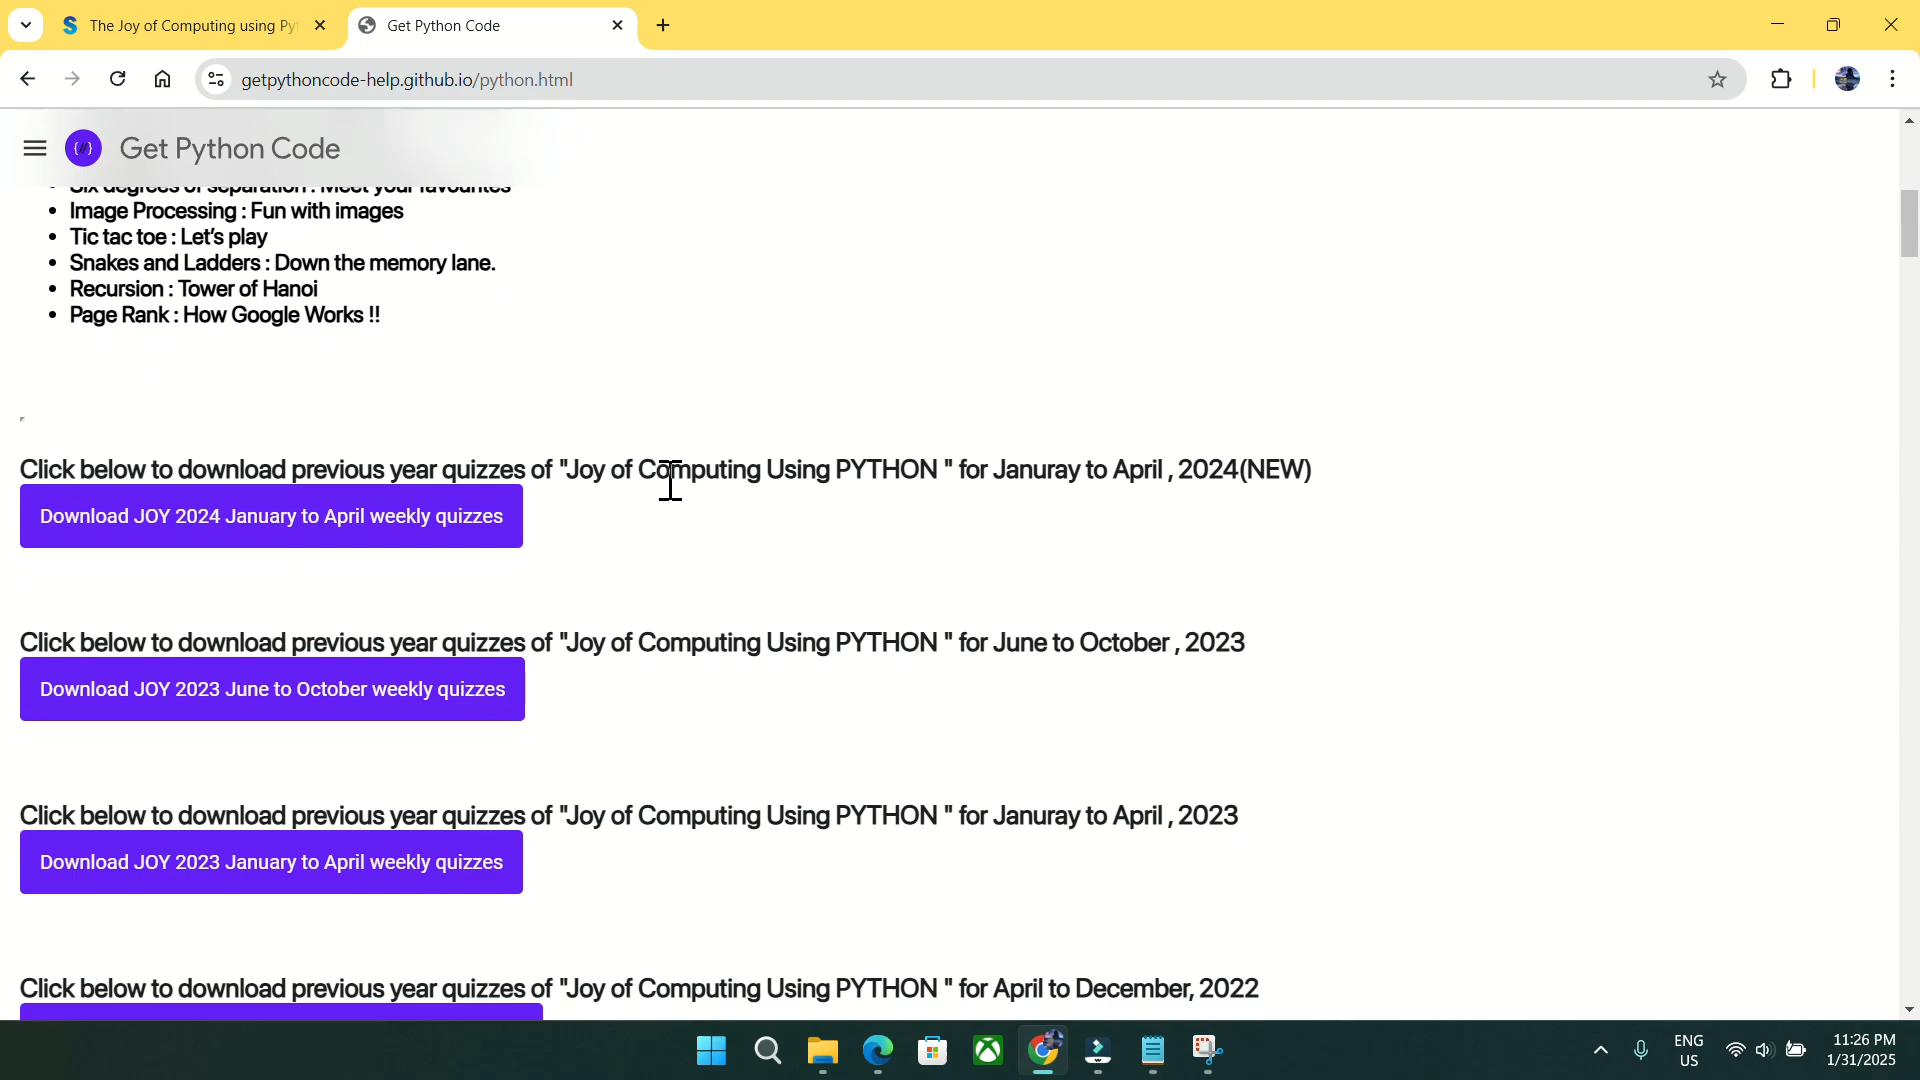 The Joy of Computing using Py
Get Python Code
getpythoncode-help.github.io/python.html
Get Python Code
Six degrees of separation : Meet your favourites
• Image Processing : Fun with images
• Tic tac toe : Let's play
• Snakes and Ladders : Down the memory lane.
• Recursion : Tower of Hanoi
• Page Rank : How Google Works !!
Click below to download previous year quizzes of "Joy of Computing Using PYTHON " for Januray to April , 2024(NEW)
Download JOY 2024 January to April weekly quizzes
Click below to download previous year quizzes of "Joy of Computing Using PYTHON " for June to October , 2023
Download JOY 2023 June to October weekly quizzes
Click below to download previous year quizzes of "Joy of Computing Using PYTHON " for Januray to April , 2023
Download JOY 2023 January to April weekly quizzes
Click below to download previous year quizzes of "Joy of Computing Using PYTHON " for April to December, 2022
ENG
US
11:26 PM
1/31/2025